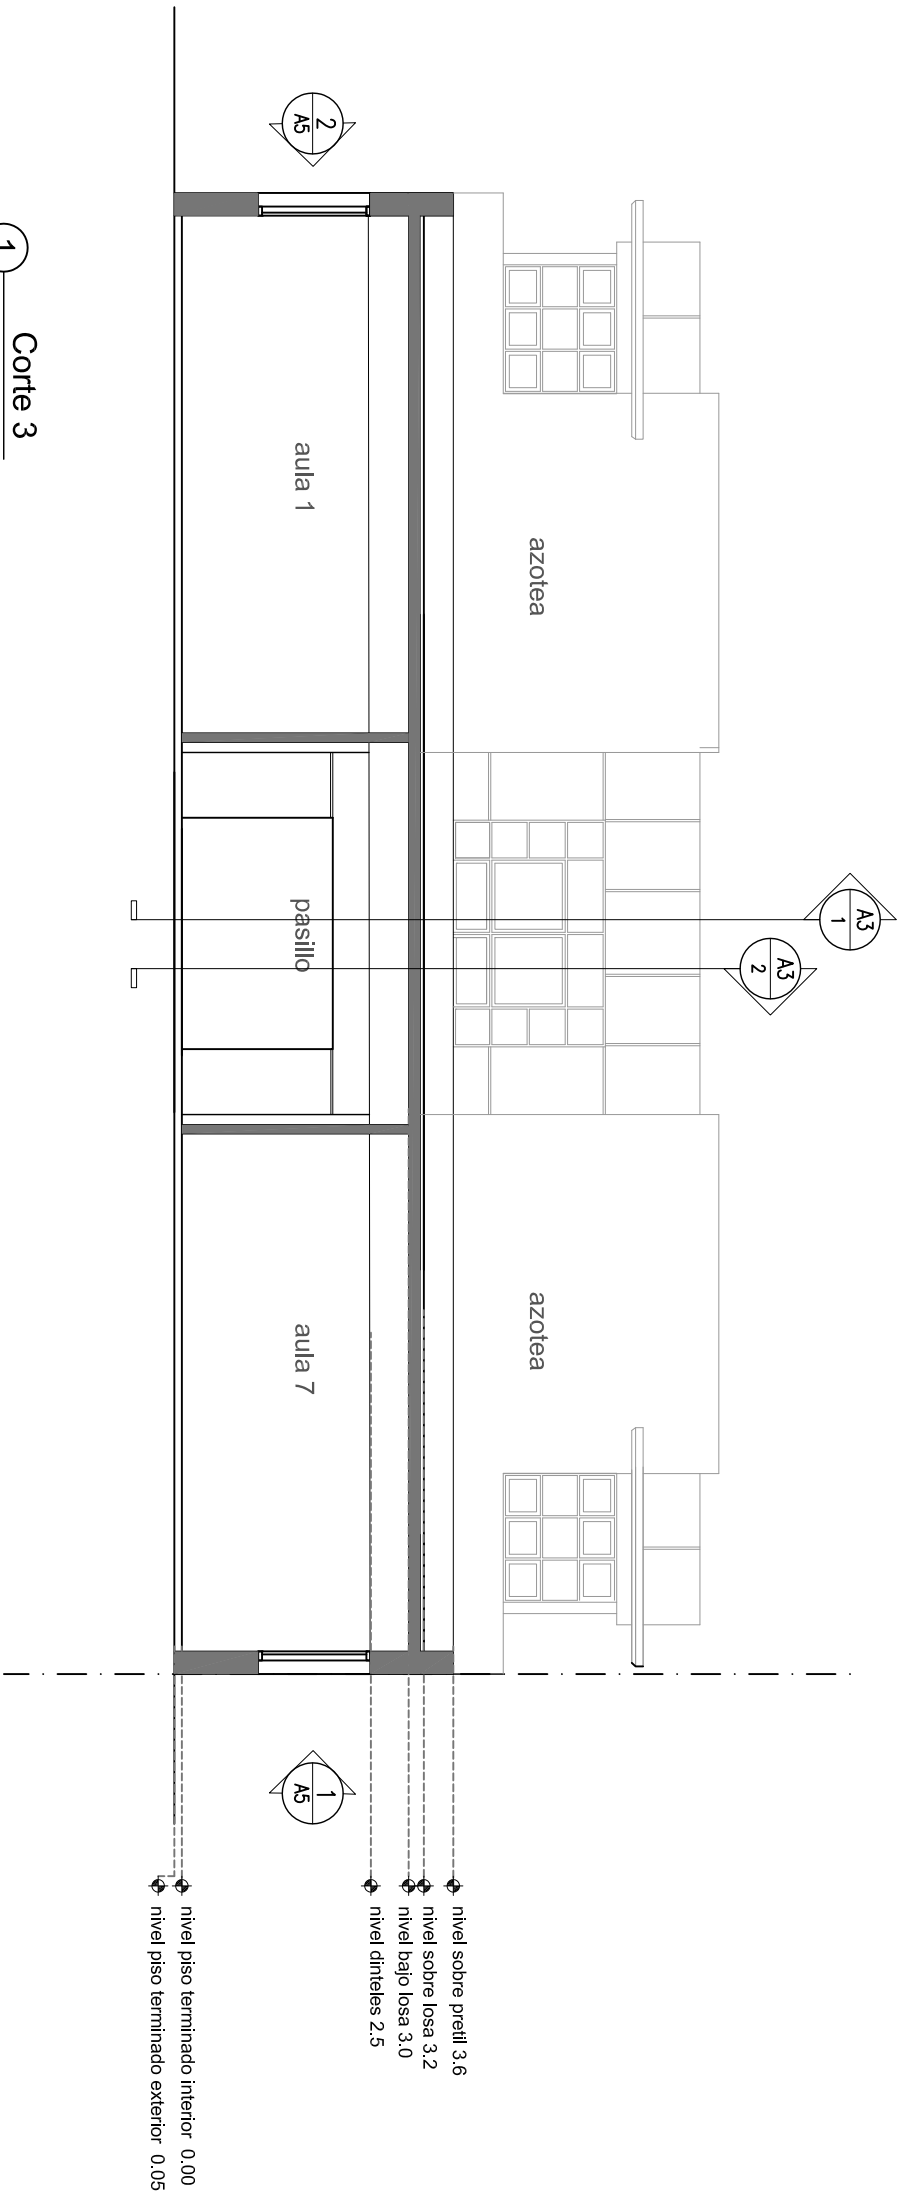 A3
1
A3
2
azotea
azotea
2
A5
aula 1
pasillo
aula 7
1
A5
nivel sobre pretil 3.6
nivel sobre losa 3.2
nivel bajo losa 3.0
nivel dinteles 2.5
nivel piso terminado interior 0.00
nivel piso terminado exterior 0.05
1
Corte 3